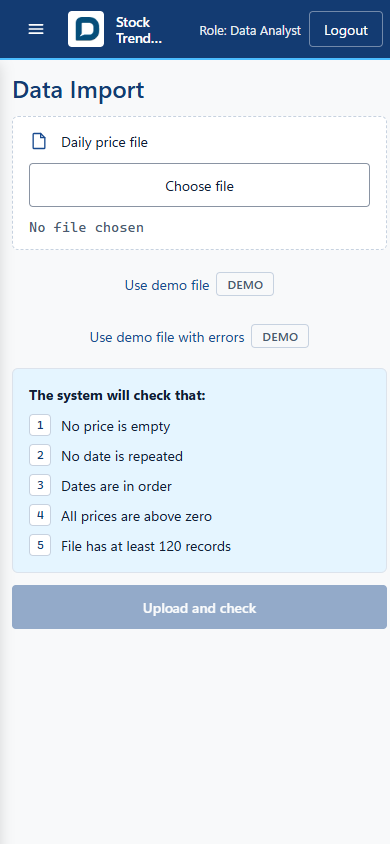 Stock
Trend...
Role: Data Analyst
Logout
Data Import
Daily price file
Choose file
No file chosen
Use demo file DEMO
Use demo file with errors DEMO
The system will check that:
1 No price is empty
2 No date is repeated
3 Dates are in order
4 All prices are above zero
5 File has at least 120 records
Upload and check